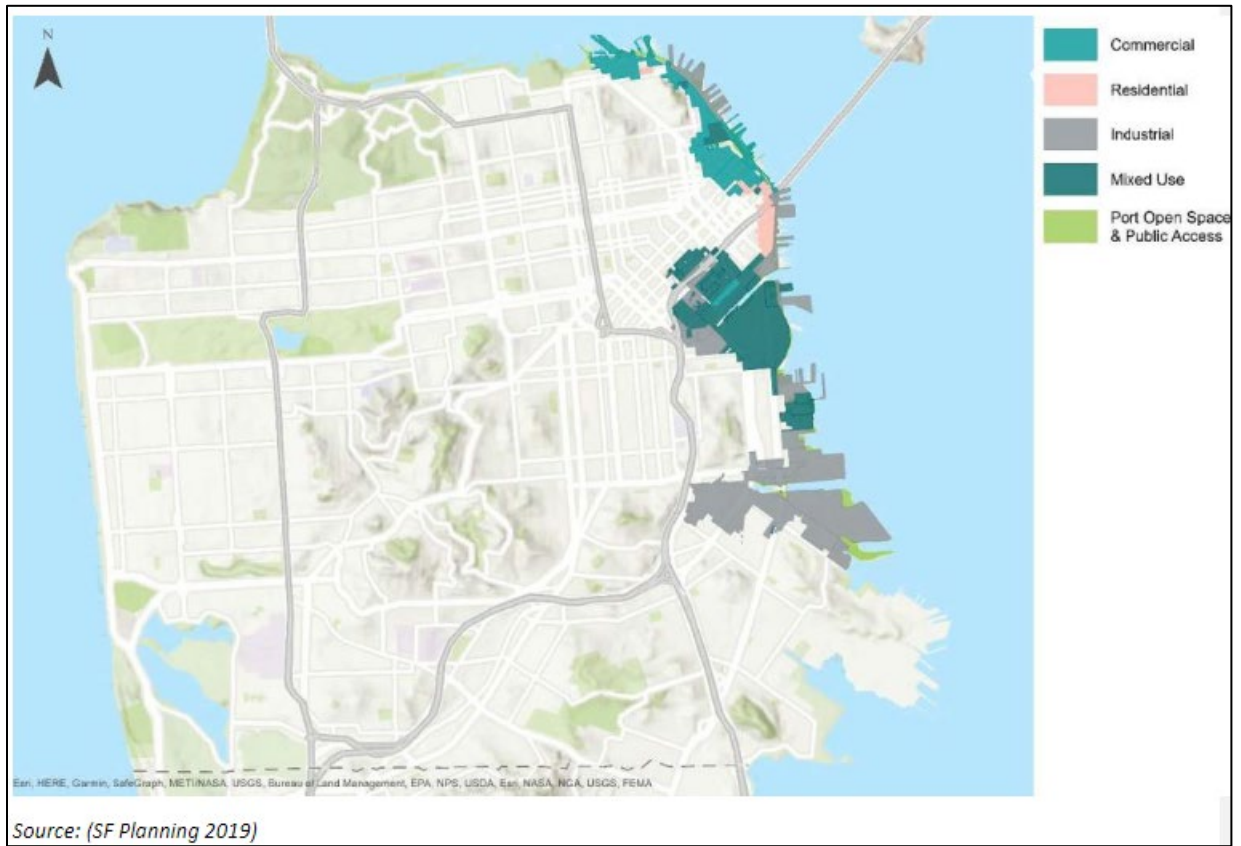 N
Commercial
Residential
Industrial
Mixed Use
Port Open Space
& Public Access
Esri, HERE, Garmin, SafeGraph, METI/NASA, USGS, Bureau of Land Management, EPA, NPS, USDA, Esri, NASA, NGA, USGS, FEMA
Source: (SF Planning 2019)